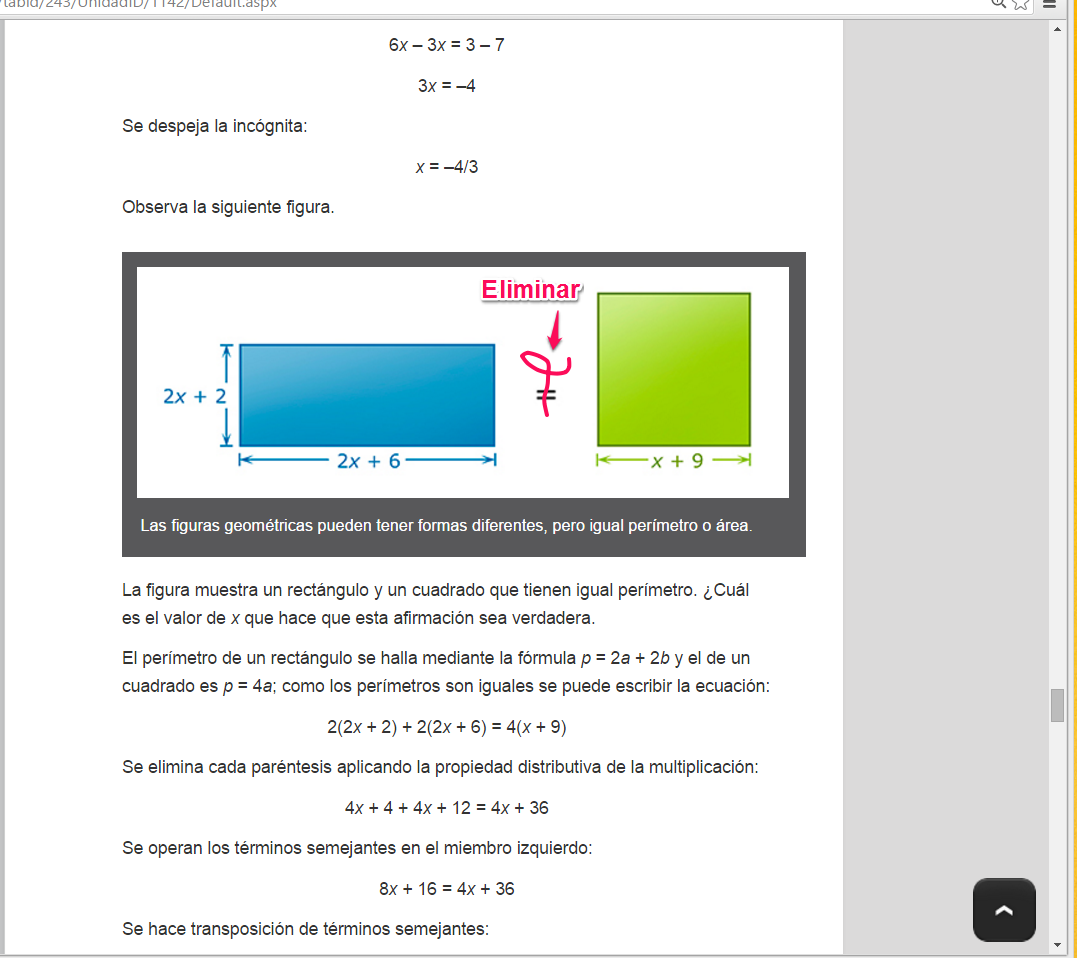 /tabid/243/UnidadID/1142/Default.aspx
6x – 3x = 3 – 7
3x = –4
Se despeja la incógnita:
x = –4/3
Observa la siguiente figura.
Eliminar
=
2x + 2
2x + 6
x + 9
Las figuras geométricas pueden tener formas diferentes, pero igual perímetro o área.
La figura muestra un rectángulo y un cuadrado que tienen igual perímetro. ¿Cuál
es el valor de x que hace que esta afirmación sea verdadera.
El perímetro de un rectángulo se halla mediante la fórmula p = 2a + 2b y el de un
cuadrado es p = 4a; como los perímetros son iguales se puede escribir la ecuación:
2(2x + 2) + 2(2x + 6) = 4(x + 9)
Se elimina cada paréntesis aplicando la propiedad distributiva de la multiplicación:
4x + 4 + 4x + 12 = 4x + 36
Se operan los términos semejantes en el miembro izquierdo:
8x + 16 = 4x + 36
Se hace transposición de términos semejantes: